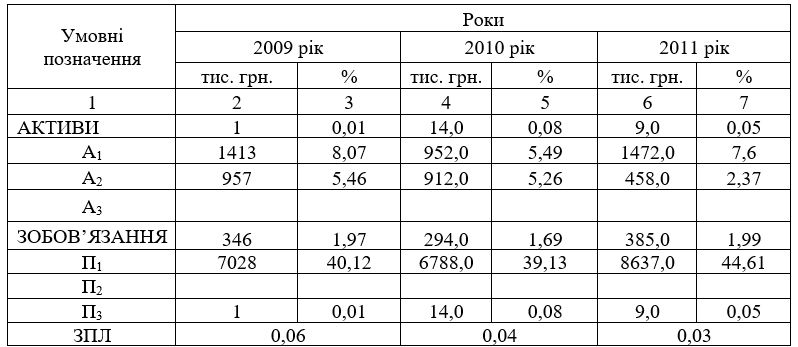 Умовні позначення Роки
2009 рік 2010 рік 2011 рік
тис. грн. % тис. грн. % тис. грн. %
1 2 3 4 5 6 7
АКТИВИ 1 0,01 14,0 0,08 9,0 0,05
А1 1413 8,07 952,0 5,49 1472,0 7,6
А2 957 5,46 912,0 5,26 458,0 2,37
А3
ЗОБОВ’ЯЗАННЯ 346 1,97 294,0 1,69 385,0 1,99
П1 7028 40,12 6788,0 39,13 8637,0 44,61
П2
П3 1 0,01 14,0 0,08 9,0 0,05
ЗПЛ 0,06 0,04 0,03